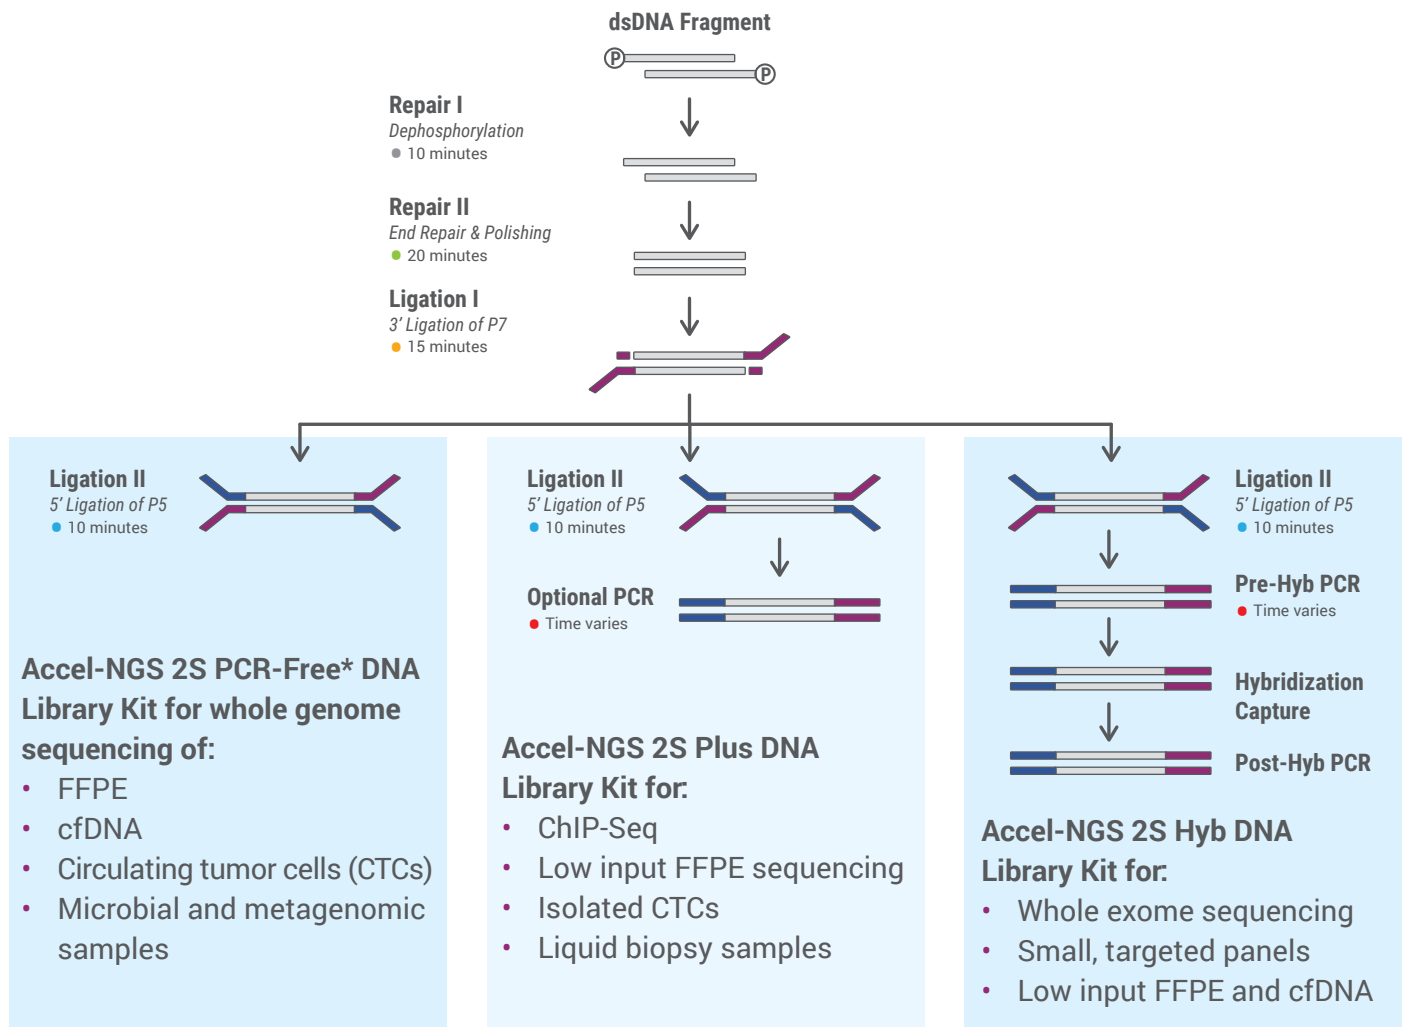 dsDNA Fragment
P
P
Repair I
Dephosphorylation
10 minutes
Repair II
End Repair & Polishing
20 minutes
Ligation I
3’ Ligation of P7
15 minutes
Ligation II
5’ Ligation of P5
10 minutes
Accel-NGS 2S PCR-Free* DNA
Library Kit for whole genome
sequencing of:
• FFPE
• cfDNA
• Circulating tumor cells (CTCs)
• Microbial and metagenomic
samples
Ligation II
5’ Ligation of P5
10 minutes
Optional PCR
Time varies
Accel-NGS 2S Plus DNA
Library Kit for:
• ChIP-Seq
• Low input FFPE sequencing
• Isolated CTCs
• Liquid biopsy samples
Ligation II
5’ Ligation of P5
10 minutes
Pre-Hyb PCR
Time varies
Hybridization
Capture
Post-Hyb PCR
Accel-NGS 2S Hyb DNA
Library Kit for:
• Whole exome sequencing
• Small, targeted panels
• Low input FFPE and cfDNA